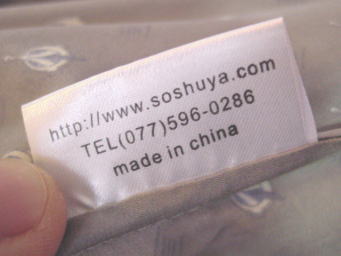 http://www.soshuya.com
TEL(077)596-0286
made in china